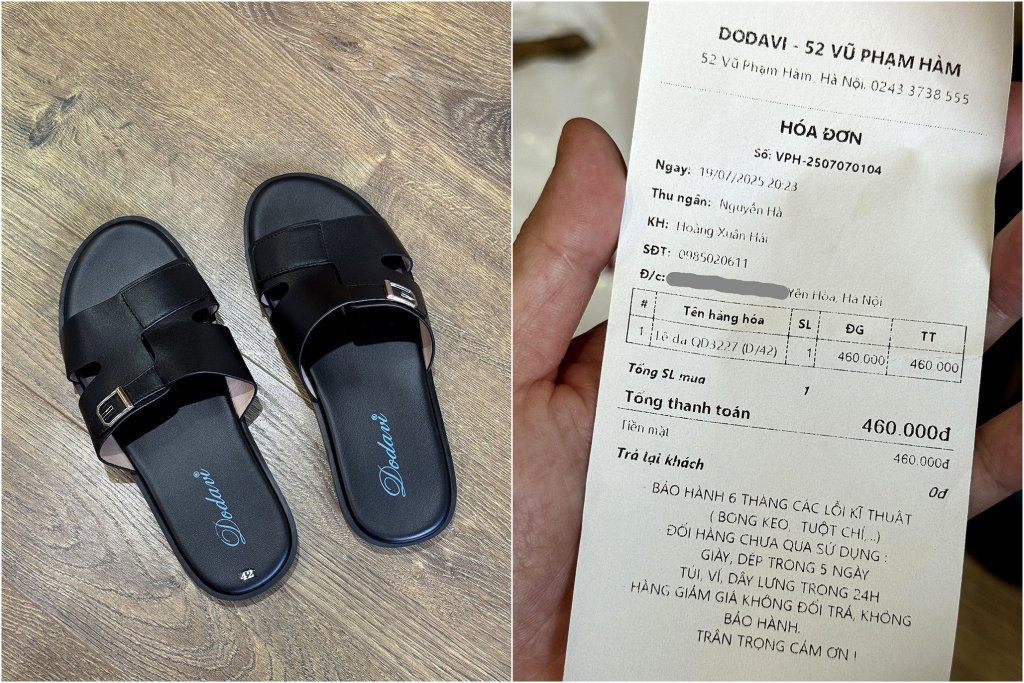 Dodavi
42
Dodavi
DODAVI - 52 VŨ PHẠM HÀM
52 Vũ Phạm Hàm, Hà Nội. 0243 3738 555
HÓA ĐƠN
Số: VPH-2507070104
Ngày: 19/07/2025 20:23
Thu ngân: Nguyễn Hà
KH: Hoàng Xuân Hải
SĐT: 0985020611
Đ/c: Yên Hòa, Hà Nội
# Tên hàng hóa SL ĐG TT
1 Lê da QD3227 (D/42) 1 460.000 460.000
Tổng SL mua 1
Tổng thanh toán 460.000đ
Tiền mặt 460.000đ
Trả lại khách 0đ
BẢO HÀNH 6 THÁNG CÁC LỖI KĨ THUẬT
( BONG KEO, TUỘT CHỈ,...)
ĐỔI HÀNG CHƯA QUA SỬ DỤNG :
GIÀY, DÉP TRONG 5 NGÀY
TÚI, VÍ, DÂY LƯNG TRONG 24H
HÀNG GIẢM GIÁ KHÔNG ĐỔI TRẢ, KHÔNG
BẢO HÀNH.
TRÂN TRỌNG CẢM ƠN !